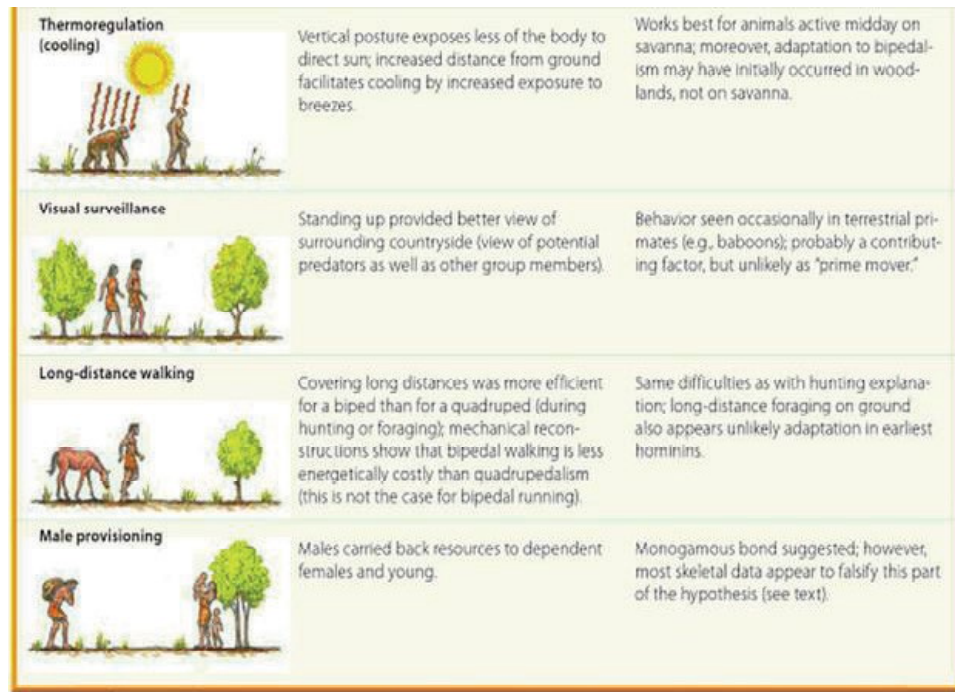 Thermoregulation
(cooling)
Vertical posture exposes less of the body to
direct sun; increased distance from ground
facilitates cooling by increased exposure to
breezes.
Works best for animals active midday on
savanna; moreover, adaptation to bipedal-
ism may have initially occurred in wood-
lands, not on savanna.
Visual surveillance
Standing up provided better view of
surrounding countryside (view of potential
predators as well as other group members).
Behavior seen occasionally in terrestrial pri-
mates (e.g., baboons); probably a contribut-
ing factor, but unlikely as "prime mover."
Long-distance walking
Covering long distances was more efficient
for a biped than for a quadruped (during
hunting or foraging); mechanical recon-
structions show that bipedal walking is less
energetically costly than quadrupedalism
(this is not the case for bipedal running).
Same difficulties as with hunting explana-
tion; long-distance foraging on ground
also appears unlikely adaptation in earliest
hominins.
Male provisioning
Males carried back resources to dependent
females and young.
Monogamous bond suggested; however,
most skeletal data appear to falsify this part
of the hypothesis (see text).